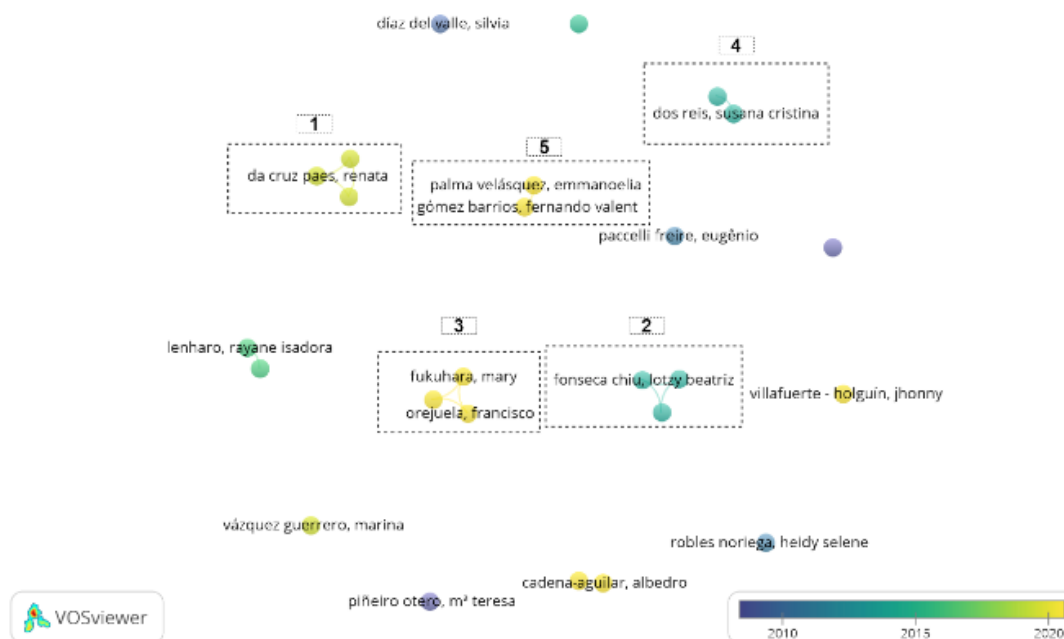 díaz del valle, silvia
4
dos reis, susana cristina
1
da cruz paes, renata
5
palma velásquez, emmanoelia
gómez barrios, fernando valent
paccelli freire, eugênio
lenharo, rayane isadora
3
fukuhara, mary
orejuela, francisco
2
fonseca chiu, lotzy beatriz
villafuerte - holguín, jhonny
vázquez guerrero, marina
robles noriega, heidy selene
cadena-aguilar, albedro
piñeiro otero, mª teresa
VOSviewer
2010 2015 2020